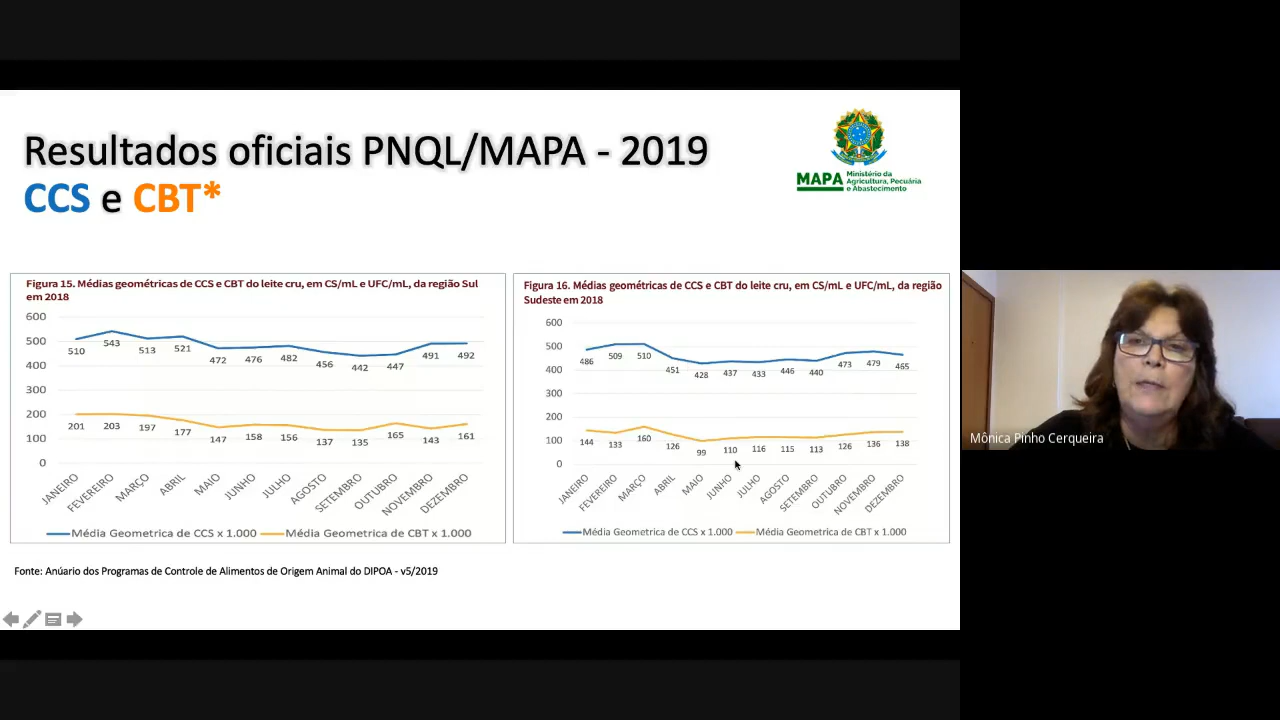 Resultados oficiais PNQL/MAPA - 2019
CCS e CBT*
MAPA
Ministério da
Agricultura, Pecuária
e Abastecimento
Figura 15. Médias geométricas de CCS e CBT do leite cru, em CS/mL e UFC/mL, da região Sul
em 2018
600
500
400
300
200
100
0
510 543 513 521 472 476 482 456 442 447 491 492
201 203 197 177 147 158 156 137 135 165 143 161
JANEIRO FEVEREIRO MARÇO ABRIL MAIO JUNHO JULHO AGOSTO SETEMBRO OUTUBRO NOVEMBRO DEZEMBRO
Média Geometrica de CCS x 1.000 Média Geometrica de CBT x 1.000
Figura 16. Médias geométricas de CCS e CBT do leite cru, em CS/mL e UFC/mL, da região
Sudeste em 2018
600
500
400
300
200
100
0
486 509 510 451 428 437 433 446 440 473 479 465
144 133 160 126 99 110 116 115 113 126 136 138
JANEIRO FEVEREIRO MARÇO ABRIL MAIO JUNHO JULHO AGOSTO SETEMBRO OUTUBRO NOVEMBRO DEZEMBRO
Média Geometrica de CCS x 1.000 Média Geometrica de CBT x 1.000
Fonte: Anúario dos Programas de Controle de Alimentos de Origem Animal do DIPOA - v5/2019
Mônica Pinho Cerqueira